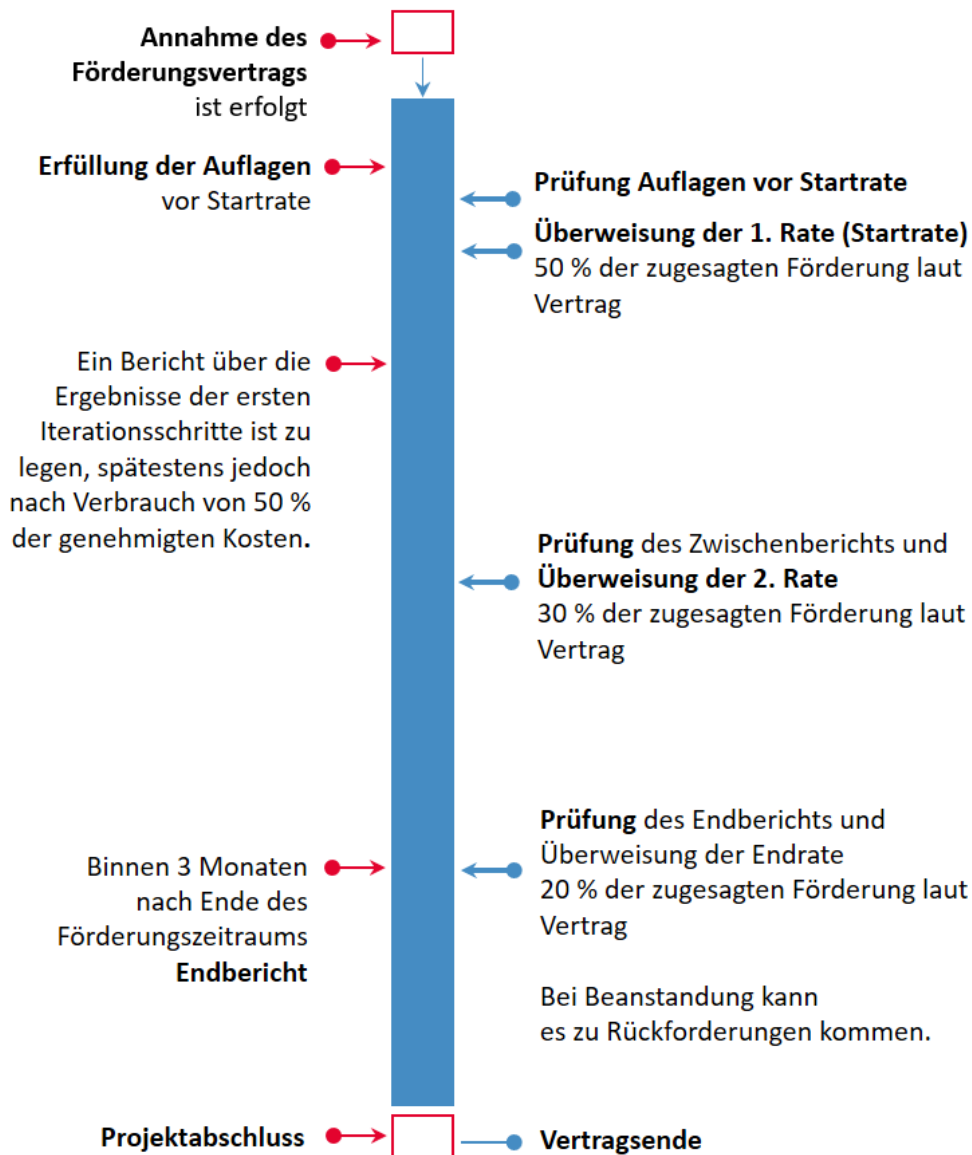 Annahme des
Förderungsvertrags
ist erfolgt
Erfüllung der Auflagen
vor Startrate
Prüfung Auflagen vor Startrate
Überweisung der 1. Rate (Startrate)
50 % der zugesagten Förderung laut
Vertrag
Ein Bericht über die
Ergebnisse der ersten
Iterationsschritte ist zu
legen, spätestens jedoch
nach Verbrauch von 50 %
der genehmigten Kosten.
Prüfung des Zwischenberichts und
Überweisung der 2. Rate
30 % der zugesagten Förderung laut
Vertrag
Binnen 3 Monaten
nach Ende des
Förderungszeitraums
Endbericht
Prüfung des Endberichts und
Überweisung der Endrate
20 % der zugesagten Förderung laut
Vertrag
Bei Beanstandung kann
es zu Rückforderungen kommen.
Projektabschluss
Vertragsende